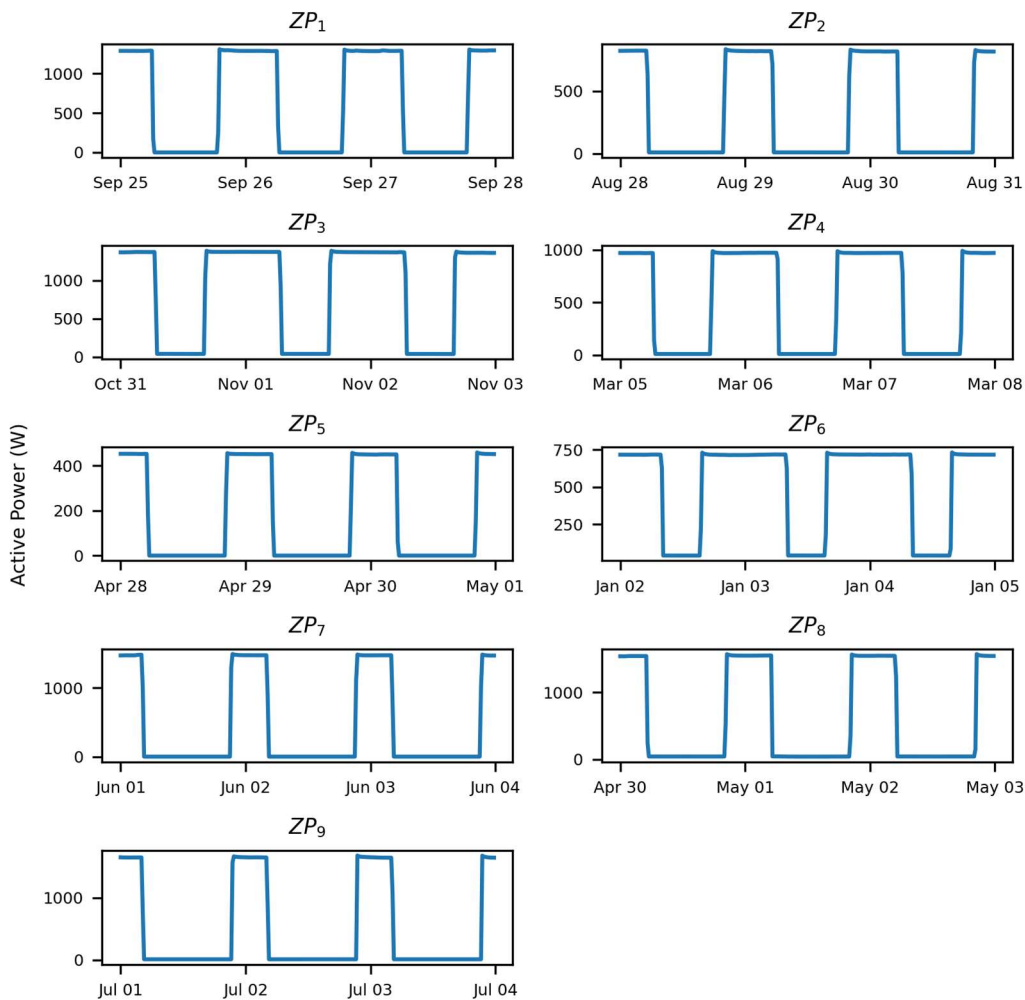 ZP₁
1000
500
0
Sep 25 Sep 26 Sep 27 Sep 28
ZP₂
500
0
Aug 28 Aug 29 Aug 30 Aug 31
ZP₃
1000
500
0
Oct 31 Nov 01 Nov 02 Nov 03
ZP₄
1000
500
0
Mar 05 Mar 06 Mar 07 Mar 08
Active Power (W)
ZP₅
400
200
0
Apr 28 Apr 29 Apr 30 May 01
ZP₆
750
500
250
Jan 02 Jan 03 Jan 04 Jan 05
ZP₇
1000
0
Jun 01 Jun 02 Jun 03 Jun 04
ZP₈
1000
0
Apr 30 May 01 May 02 May 03
ZP₉
1000
0
Jul 01 Jul 02 Jul 03 Jul 04